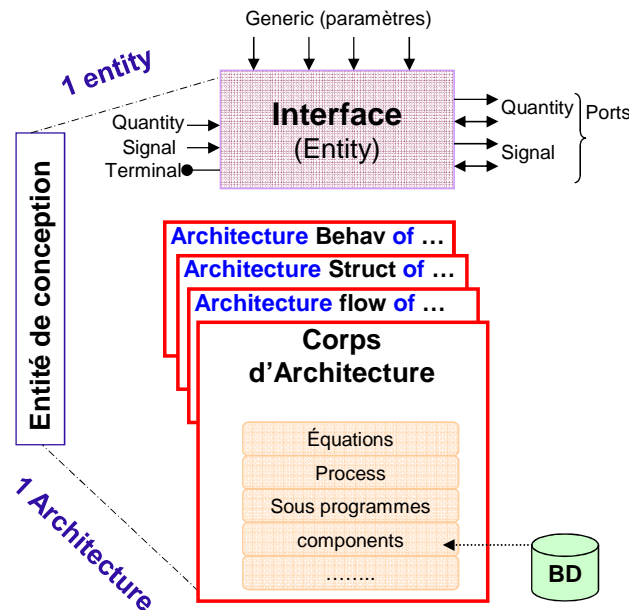 Generic (paramètres)
1 entity
Interface
(Entity)
Quantity
Signal
Terminal
Quantity
Signal
Ports
Entité de conception
Architecture Behav of …
Architecture Struct of …
Architecture flow of …
Corps
d’Architecture
Équations
Process
Sous programmes
components
……..
BD
1 Architecture